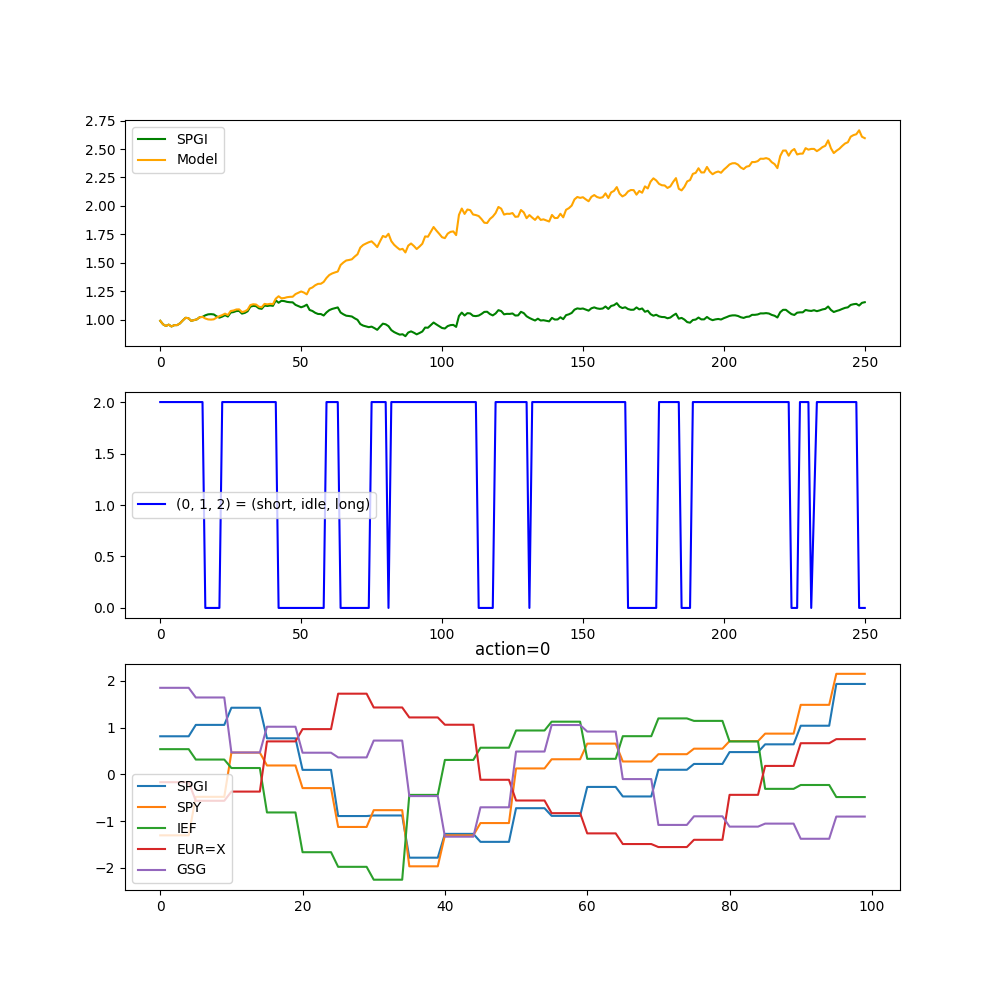 2.75
2.50
2.25
2.00
1.75
1.50
1.25
1.00
SPGI
Model
0 50 100 150 200 250
2.0
1.5
1.0
0.5
0.0
(0, 1, 2) = (short, idle, long)
0 50 100 150 200 250
action=0
2
1
0
−1
−2
SPGI
SPY
IEF
EUR=X
GSG
0 20 40 60 80 100